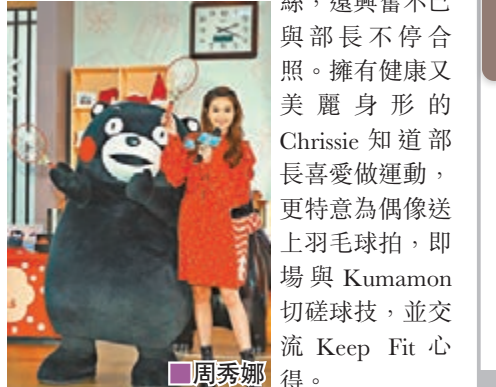 絲，還興奮不已
與部長不停合
照。擁有健康又
美麗身形的
Chrissie 知道部
長喜愛做運動，
更特意為偶像送
上羽毛球拍，即
場與 Kumamon
切磋球技，並交
流 Keep Fit 心
得。
■周秀娜